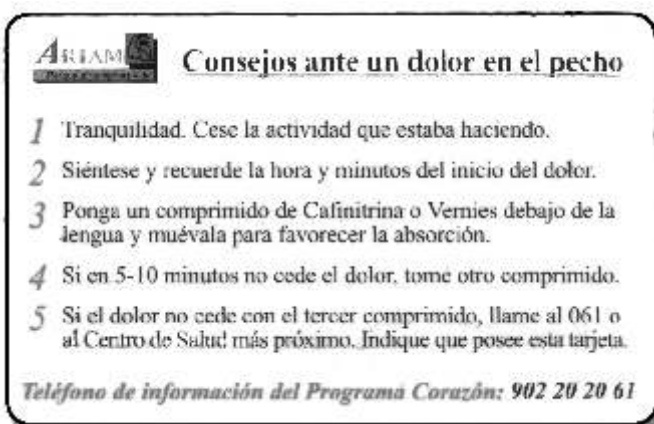 ARIAM
Consejos ante un dolor en el pecho
1 Tranquilidad. Cese la actividad que estaba haciendo.
2 Siéntese y recuerde la hora y minutos del inicio del dolor.
3 Ponga un comprimido de Cafinitrina o Vernies debajo de la
lengua y muévala para favorecer la absorción.
4 Si en 5-10 minutos no cede el dolor, tome otro comprimido.
5 Si el dolor no cede con el tercer comprimido, llame al 061 o
al Centro de Salud más próximo. Indique que posee esta tarjeta.
Teléfono de información del Programa Corazón: 902 20 20 61